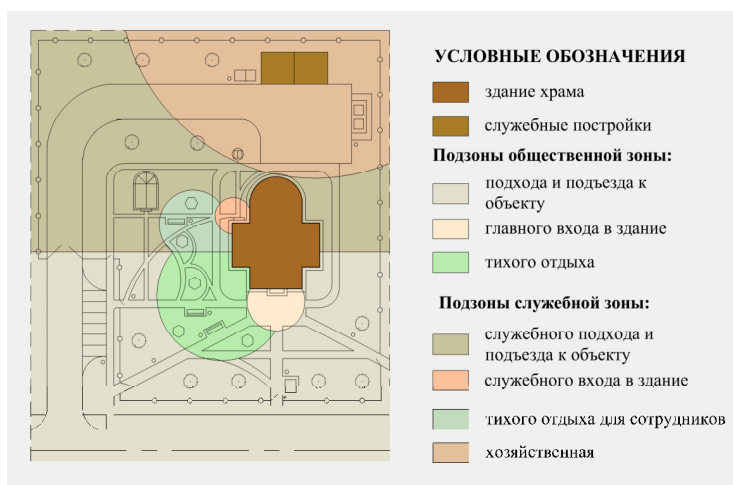 УСЛОВНЫЕ ОБОЗНАЧЕНИЯ
здание храма
служебные постройки
Подзоны общественной зоны:
подхода и подъезда к
объекту
главного входа в здание
тихого отдыха
Подзоны служебной зоны:
служебного подхода и
подъезда к объекту
служебного входа в здание
тихого отдыха для сотрудников
хозяйственная